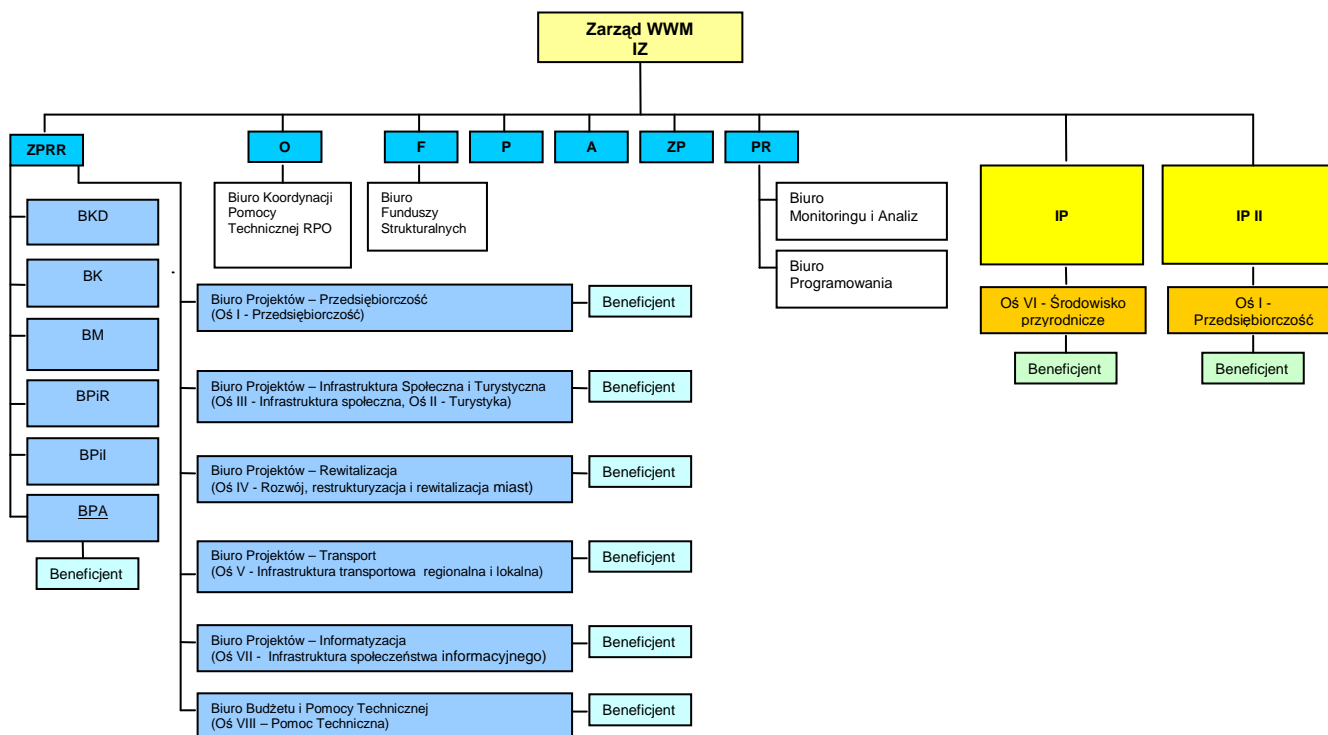 Zarząd WWM
IZ
ZPRR
O
F
P
A
ZP
PR
IP
IP II
BKD
BK
BM
BPiR
BPiI
BPA
Beneficjent
Biuro Koordynacji
Pomocy
Technicznej RPO
Biuro
Funduszy
Strukturalnych
Biuro
Monitoringu i Analiz
Biuro
Programowania
Oś VI - Środowisko
przyrodnicze
Beneficjent
Oś I -
Przedsiębiorczość
Beneficjent
Biuro Projektów – Przedsiębiorczość
(Oś I - Przedsiębiorczość)
Beneficjent
Biuro Projektów – Infrastruktura Społeczna i Turystyczna
(Oś III - Infrastruktura społeczna, Oś II - Turystyka)
Beneficjent
Biuro Projektów – Rewitalizacja
(Oś IV - Rozwój, restrukturyzacja i rewitalizacja miast)
Beneficjent
Biuro Projektów – Transport
(Oś V - Infrastruktura transportowa regionalna i lokalna)
Beneficjent
Biuro Projektów – Informatyzacja
(Oś VII - Infrastruktura społeczeństwa informacyjnego)
Beneficjent
Biuro Budżetu i Pomocy Technicznej
(Oś VIII – Pomoc Techniczna)
Beneficjent